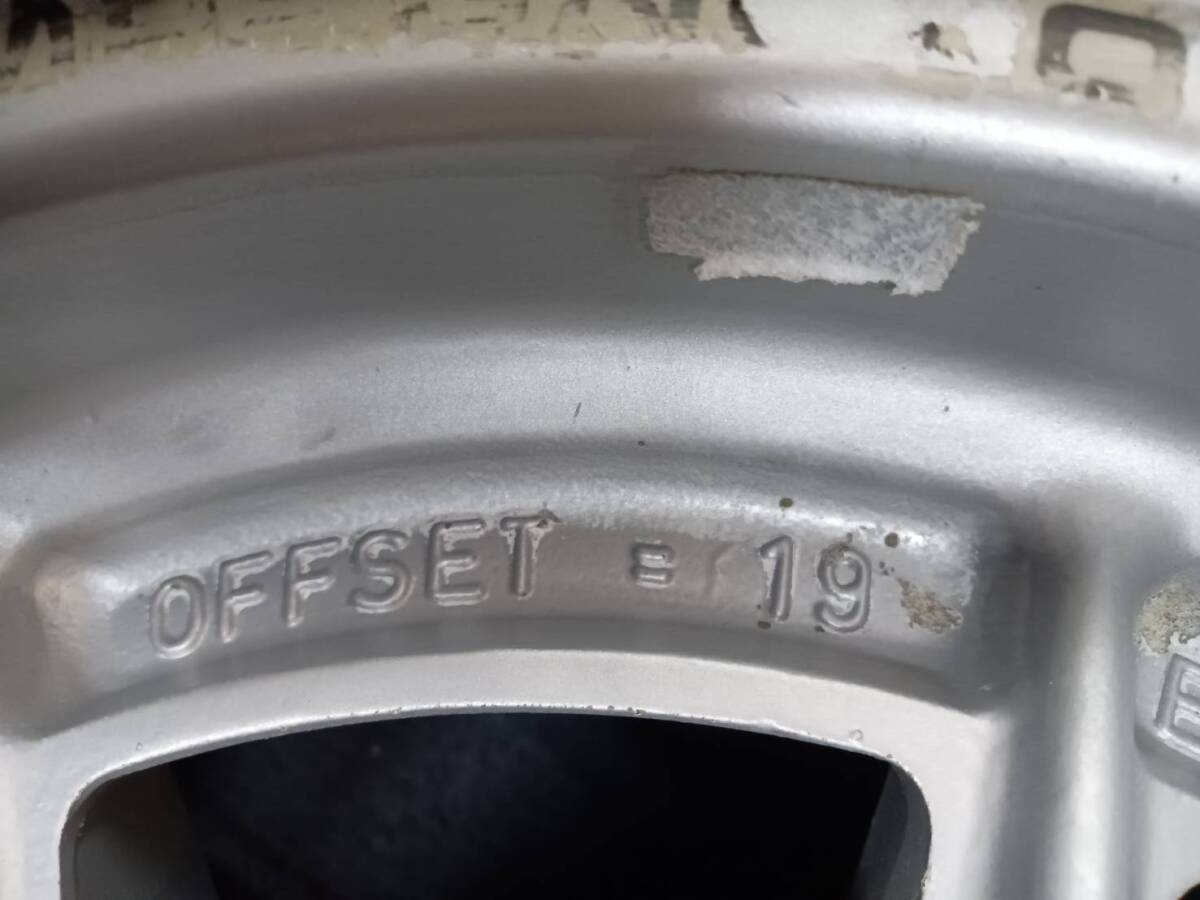 OFFSET = 19